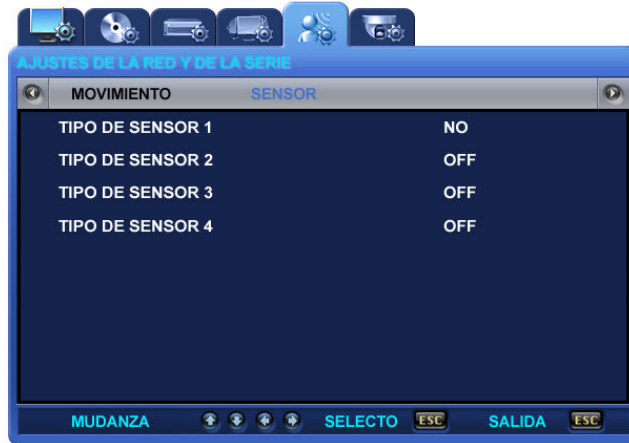 AJUSTES DE LA RED Y DE LA SERIE
MOVIMIENTO SENSOR
TIPO DE SENSOR 1 NO
TIPO DE SENSOR 2 OFF
TIPO DE SENSOR 3 OFF
TIPO DE SENSOR 4 OFF
MUDANZA SELECTO ESC SALIDA ESC